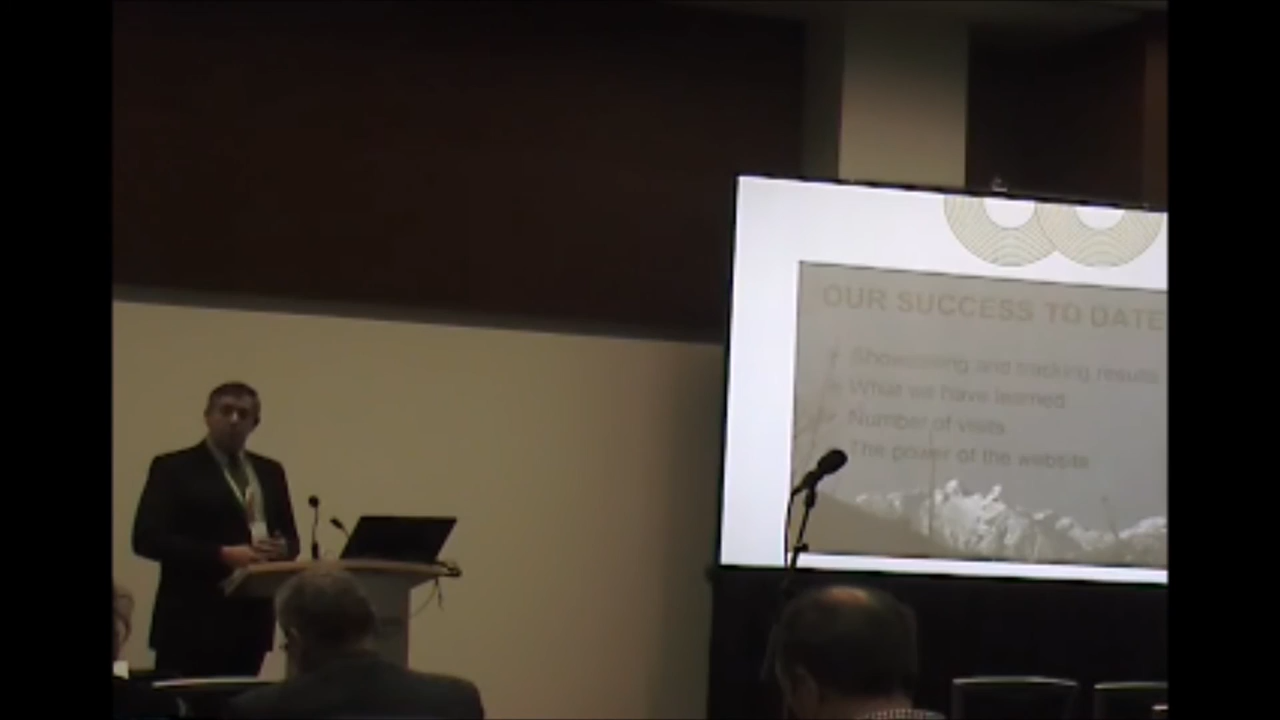 OUR SUCCESS TO DATE
Showcasing and tracking results
What we have learned
Number of visits
The power of the website